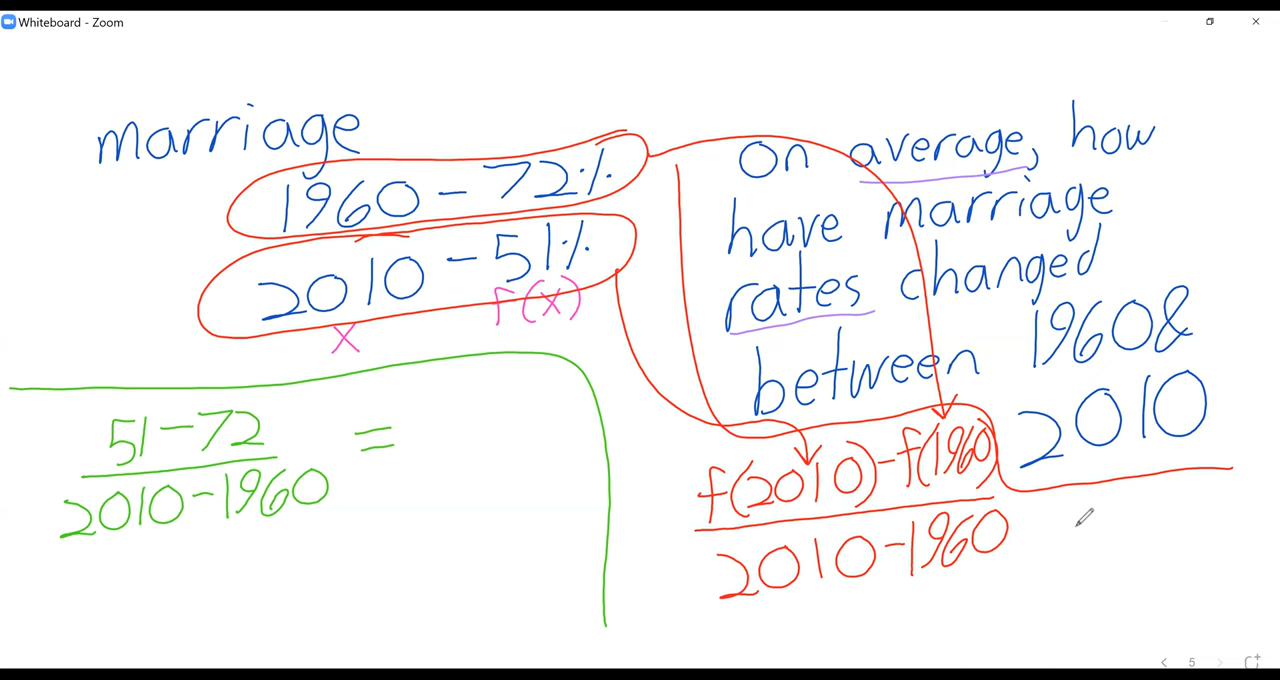 Whiteboard - Zoom
marriage
1960 - 72%
2010 - 51%
x f(x)
On average, how
have marriage
rates changed
between 1960 &
2010
51 - 72
2010 - 1960
=
f(2010) - f(1960)
2010 - 1960
5